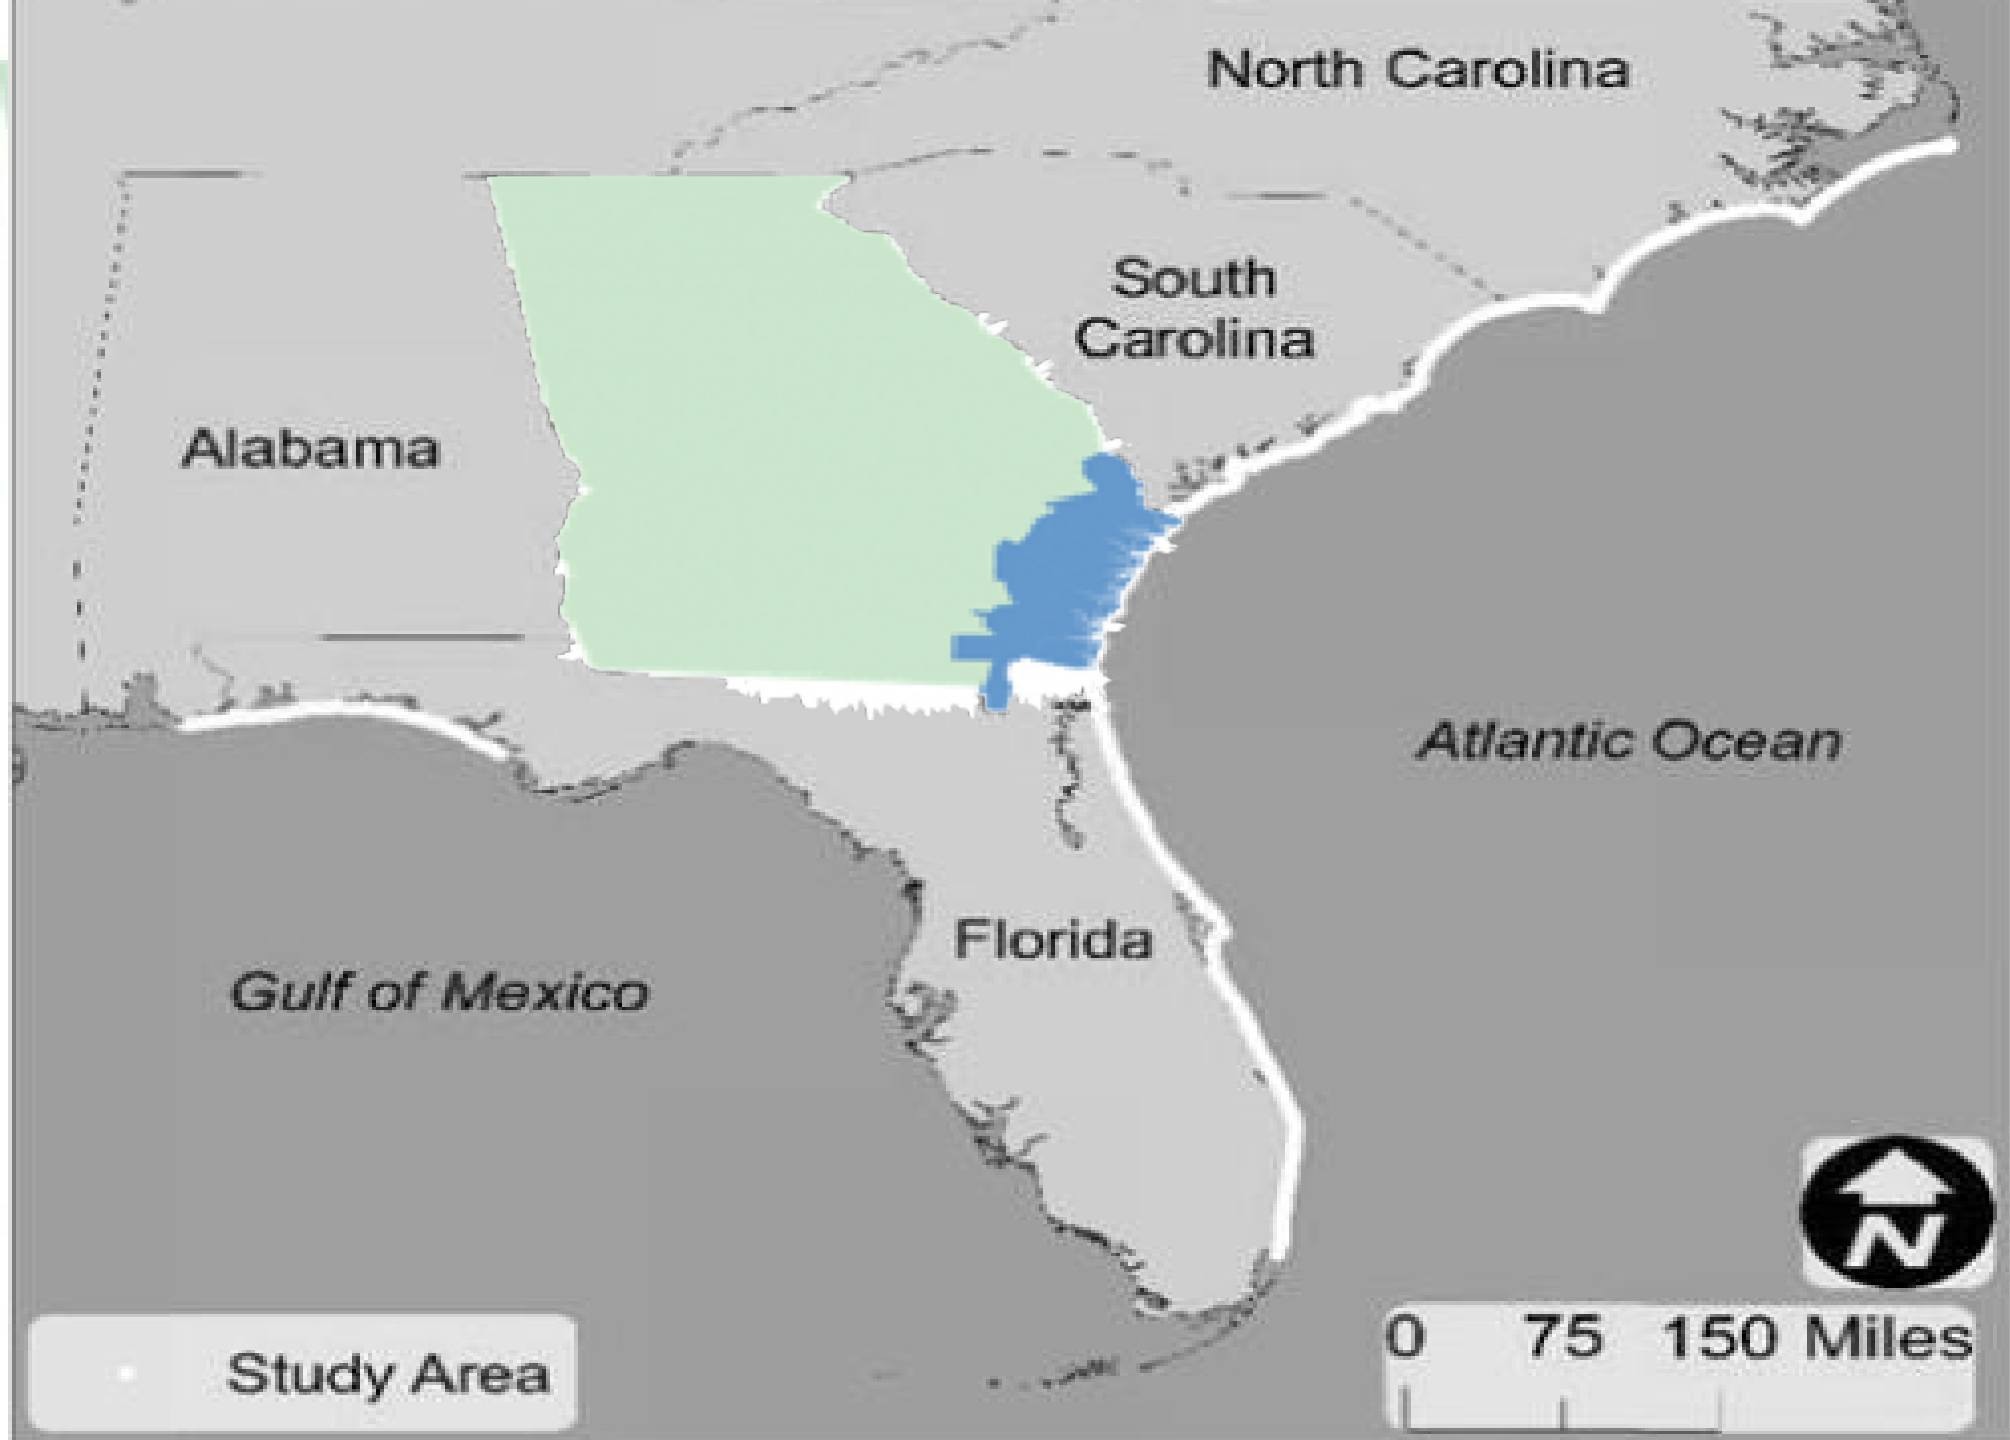 North Carolina
South
Carolina
Alabama
Atlantic Ocean
Florida
Gulf of Mexico
N
Study Area
0 75 150 Miles